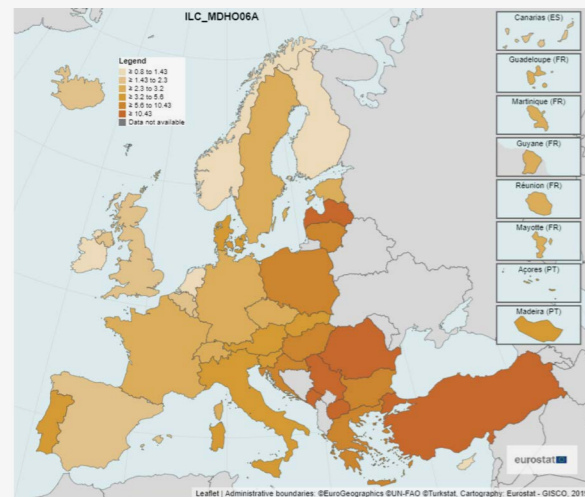 ILC_MDHO06A
Legend
≥ 0.8 to 1.43
≥ 1.43 to 2.3
≥ 2.3 to 3.2
≥ 3.2 to 5.6
≥ 5.6 to 10.43
≥ 10.43
Data not available
Canarias (ES)
Guadeloupe (FR)
Martinique (FR)
Guyane (FR)
Réunion (FR)
Mayotte (FR)
Açores (PT)
Madeira (PT)
eurostat
Leaflet | Administrative boundaries: ©EuroGeographics ©UN-FAO ©Turkstat, Cartography: Eurostat - GISCO, 201